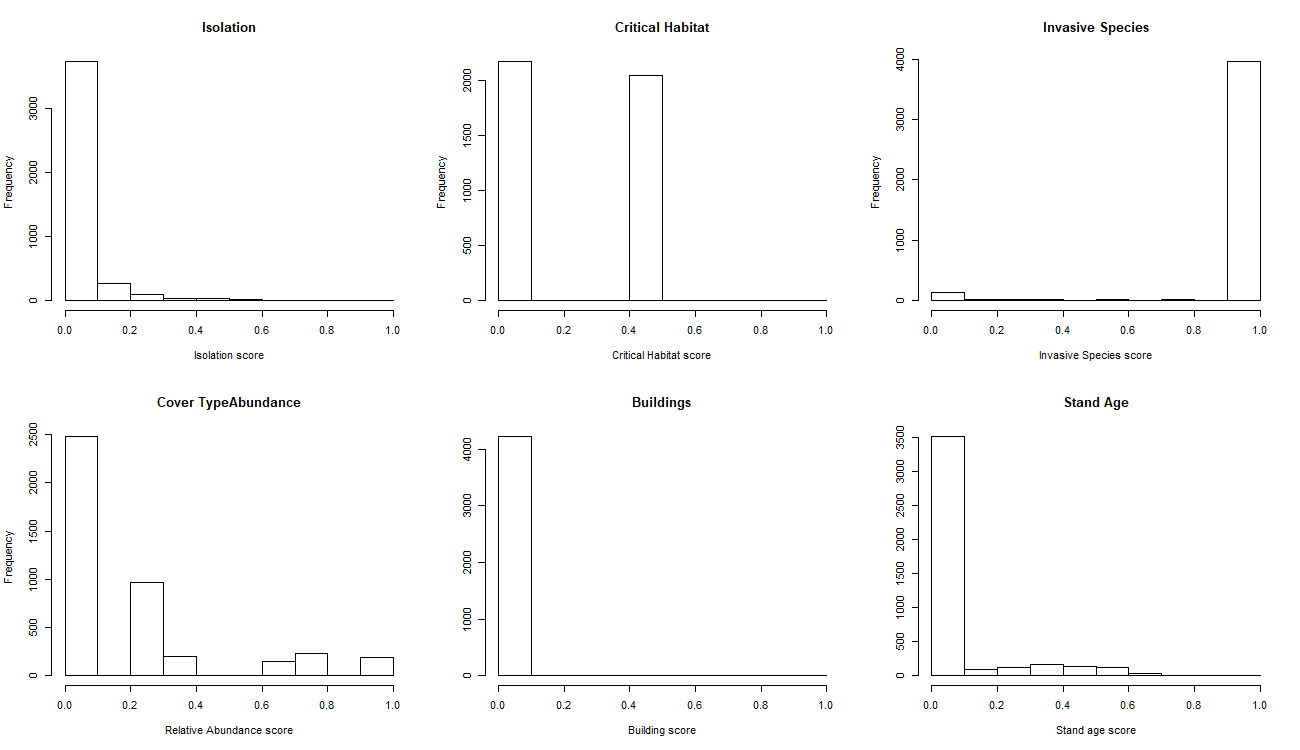 Isolation
Frequency
0 1000 2000 3000
0.0 0.2 0.4 0.6 0.8 1.0
Isolation score
Critical Habitat
Frequency
0 500 1000 1500 2000
0.0 0.2 0.4 0.6 0.8 1.0
Critical Habitat score
Invasive Species
Frequency
0 1000 2000 3000 4000
0.0 0.2 0.4 0.6 0.8 1.0
Invasive Species score
Cover TypeAbundance
Frequency
0 500 1000 1500 2000 2500
0.0 0.2 0.4 0.6 0.8 1.0
Relative Abundance score
Buildings
0 1000 2000 3000 4000
0.0 0.2 0.4 0.6 0.8 1.0
Building score
Stand Age
0 500 1000 1500 2000 2500 3000 3500
0.0 0.2 0.4 0.6 0.8 1.0
Stand age score